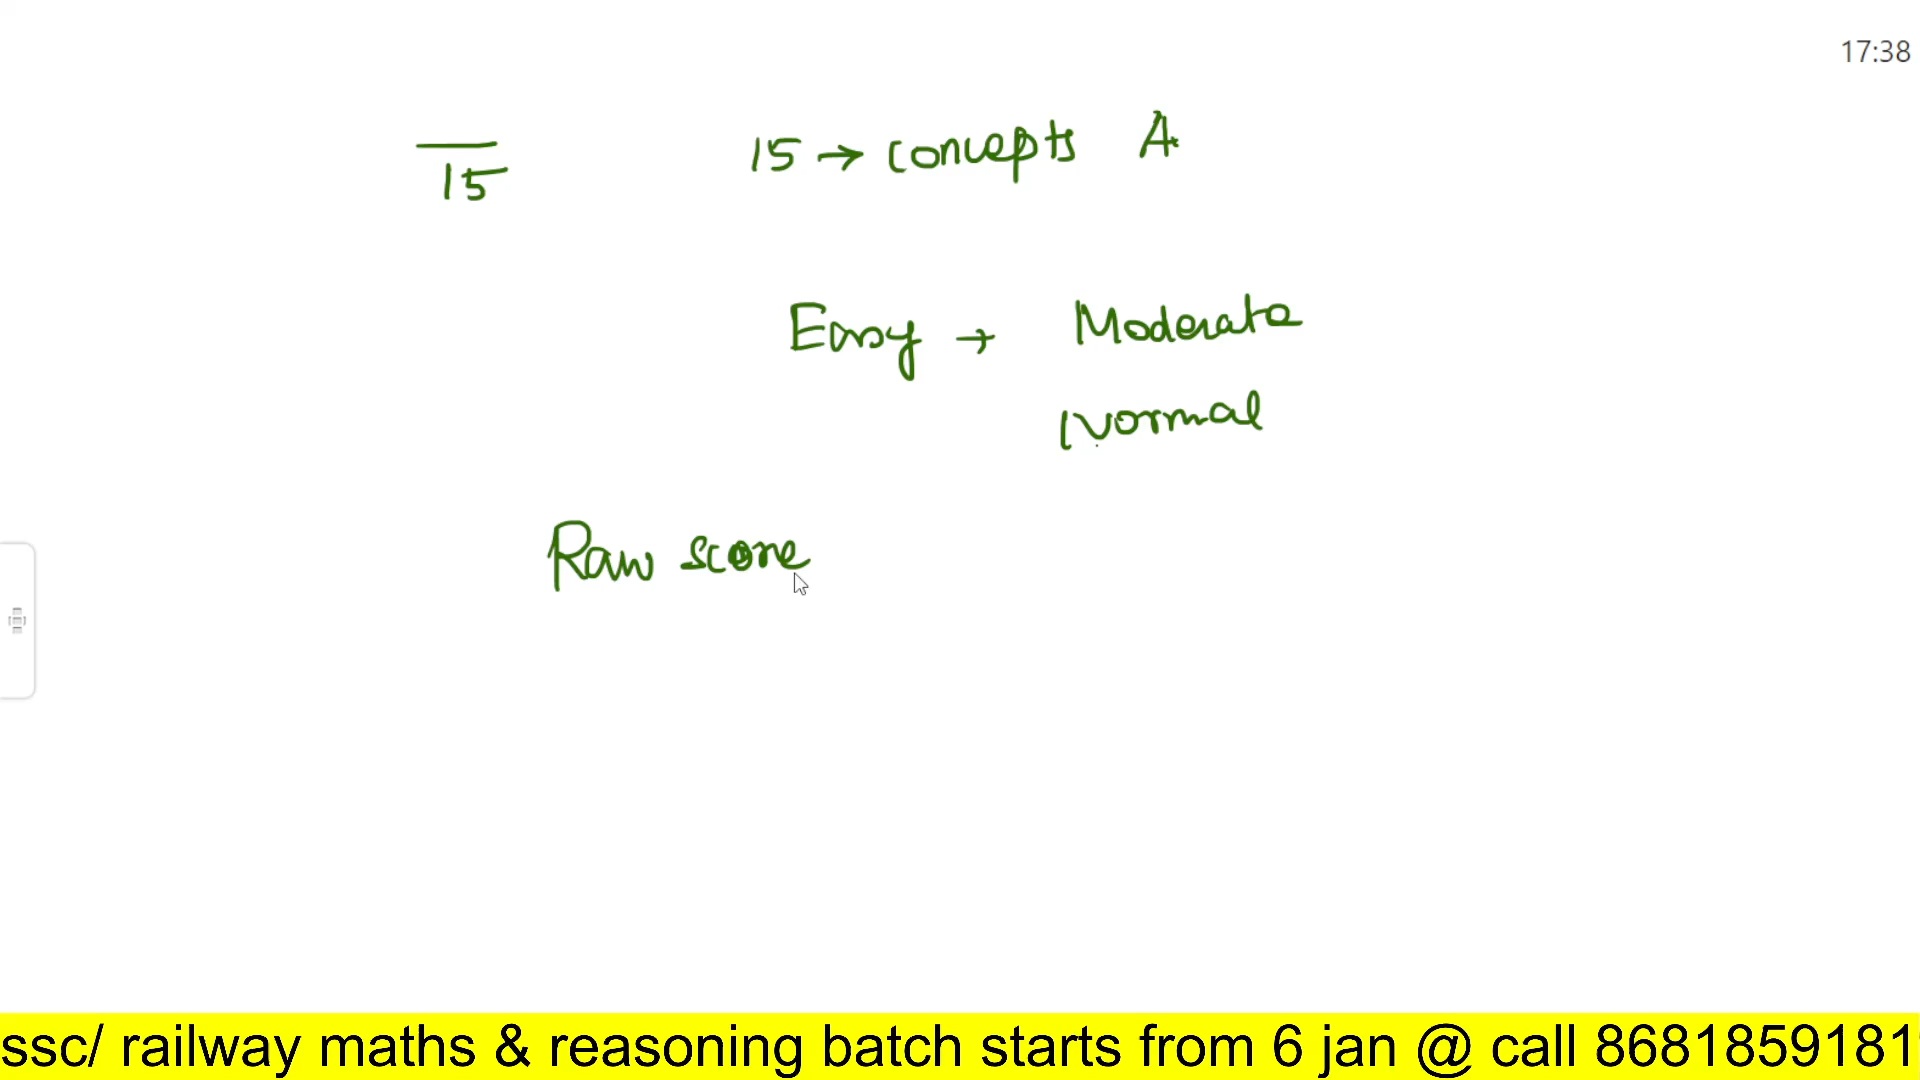 17:38
15 15 → concepts A
Easy → Moderate
Normal
Raw score
ssc/ railway maths & reasoning batch starts from 6 jan @ call 868185918